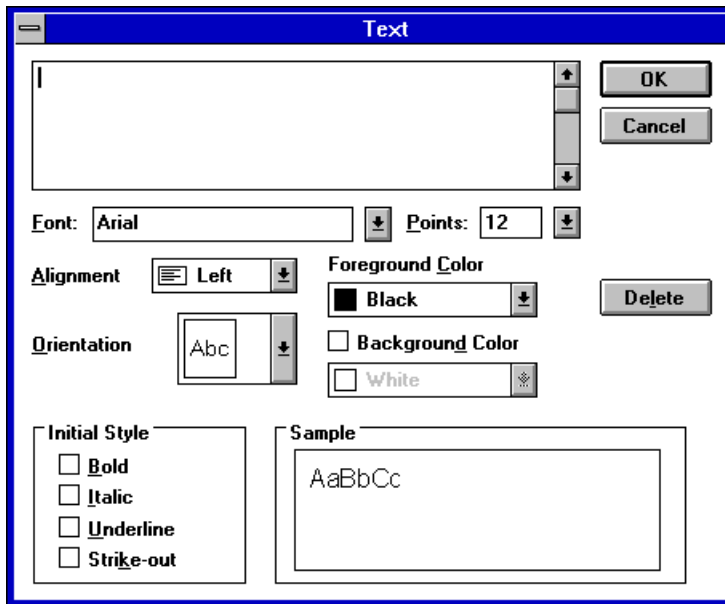 Text
OK
Cancel
Font: Arial Points: 12
Alignment Left Foreground Color
Black Delete
Orientation Abc Background Color
White
Initial Style Sample
Bold AaBbCc
Italic
Underline
Strike-out